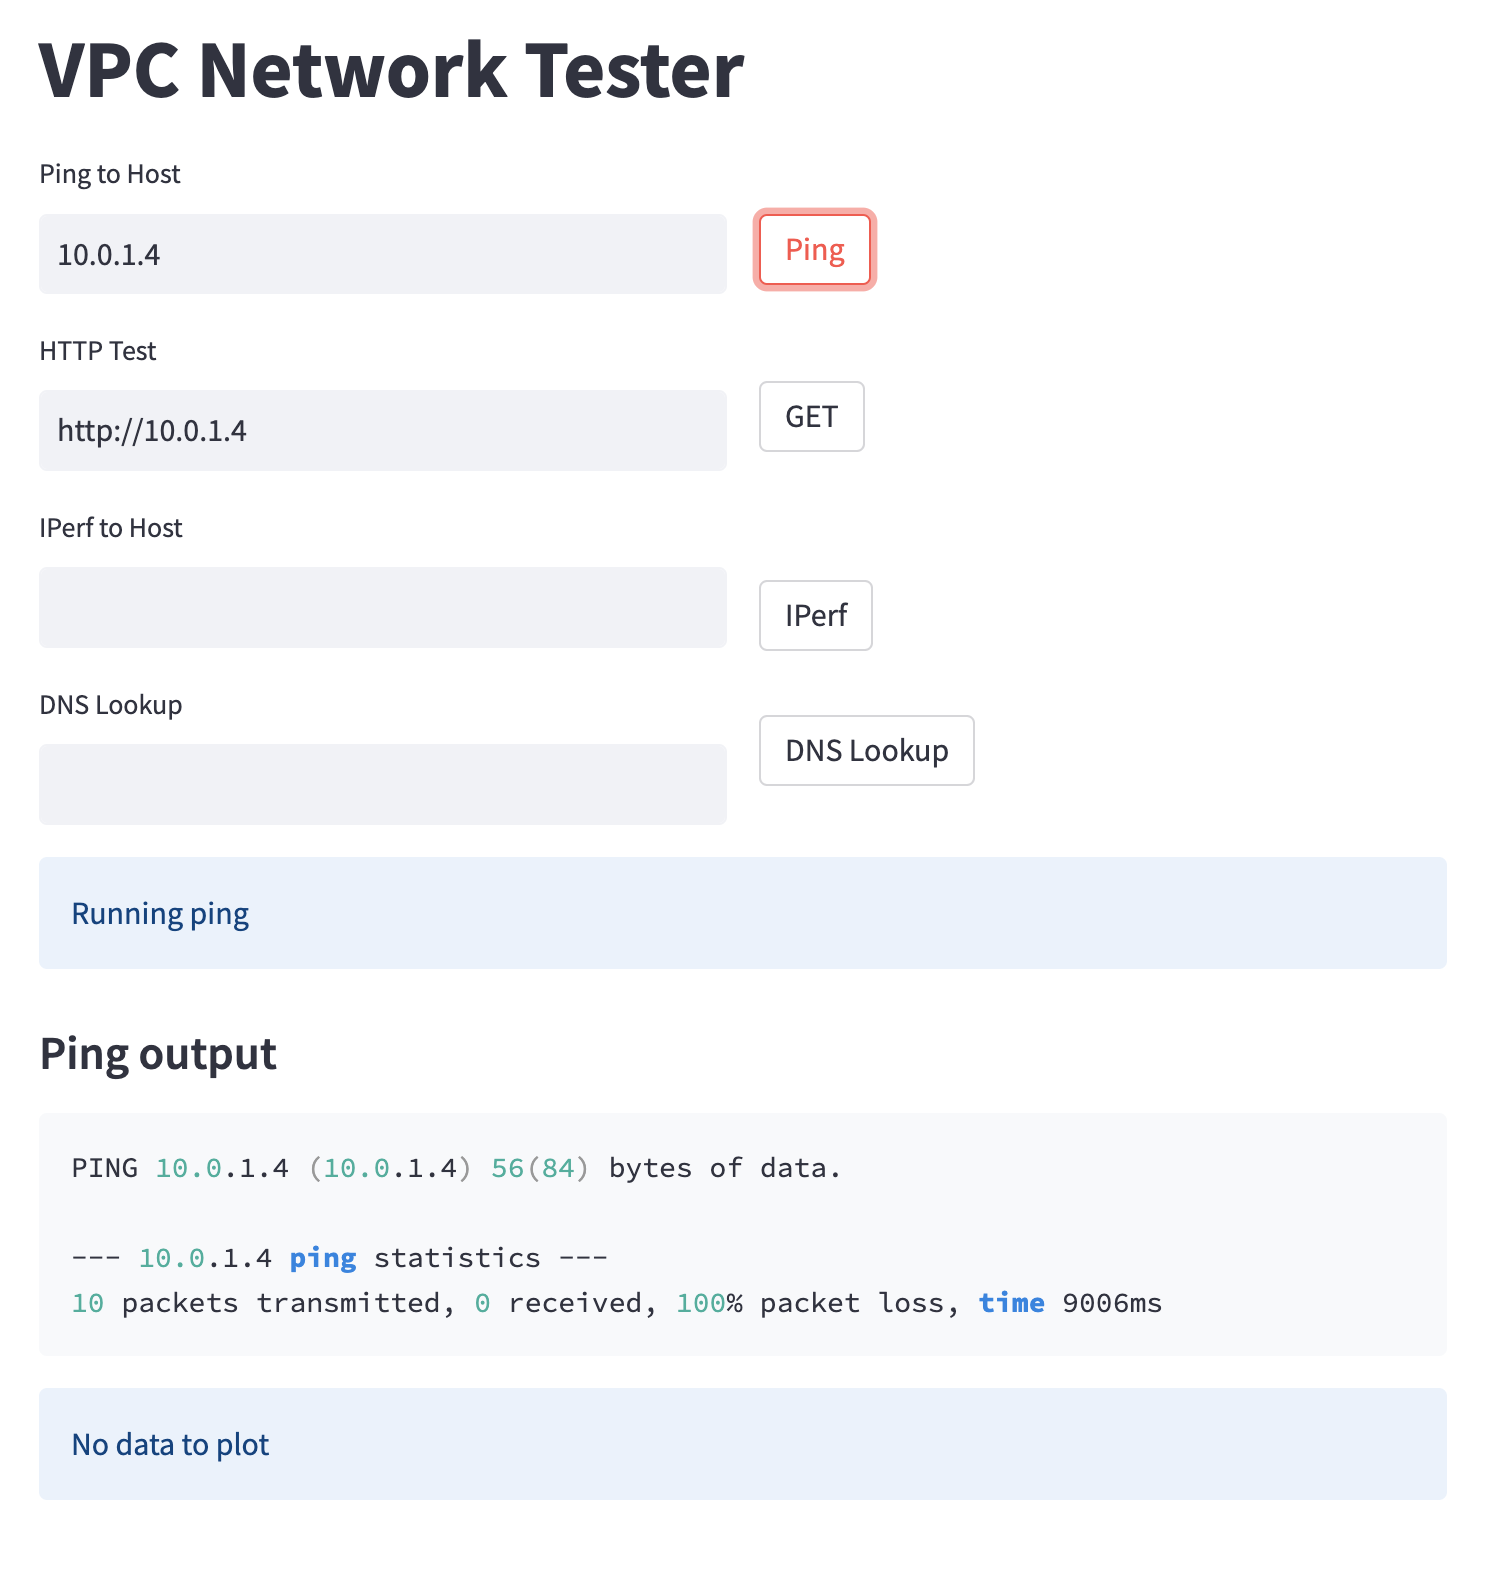 VPC Network Tester
Ping to Host
10.0.1.4
Ping
HTTP Test
http://10.0.1.4
GET
IPerf to Host
IPerf
DNS Lookup
DNS Lookup
Running ping
Ping output
PING 10.0.1.4 (10.0.1.4) 56(84) bytes of data.
--- 10.0.1.4 ping statistics ---
10 packets transmitted, 0 received, 100% packet loss, time 9006ms
No data to plot